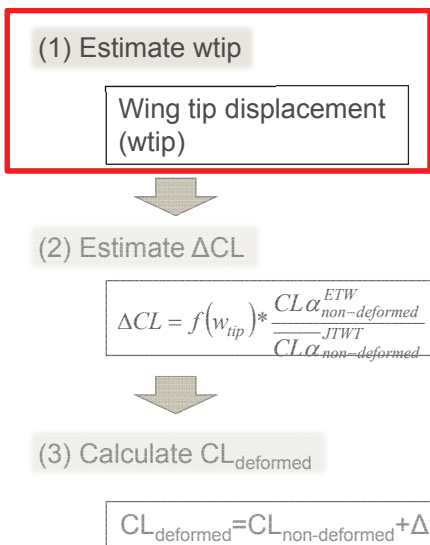 (1) Estimate wtip
Wing tip displacement
(wtip)
(2) Estimate ΔCL
ΔCL = f(w_tip) * CLα^ETW_non-deformed / CLα^JTWT_non-deformed
(3) Calculate CL_deformed
CL_deformed=CL_non-deformed+Δ